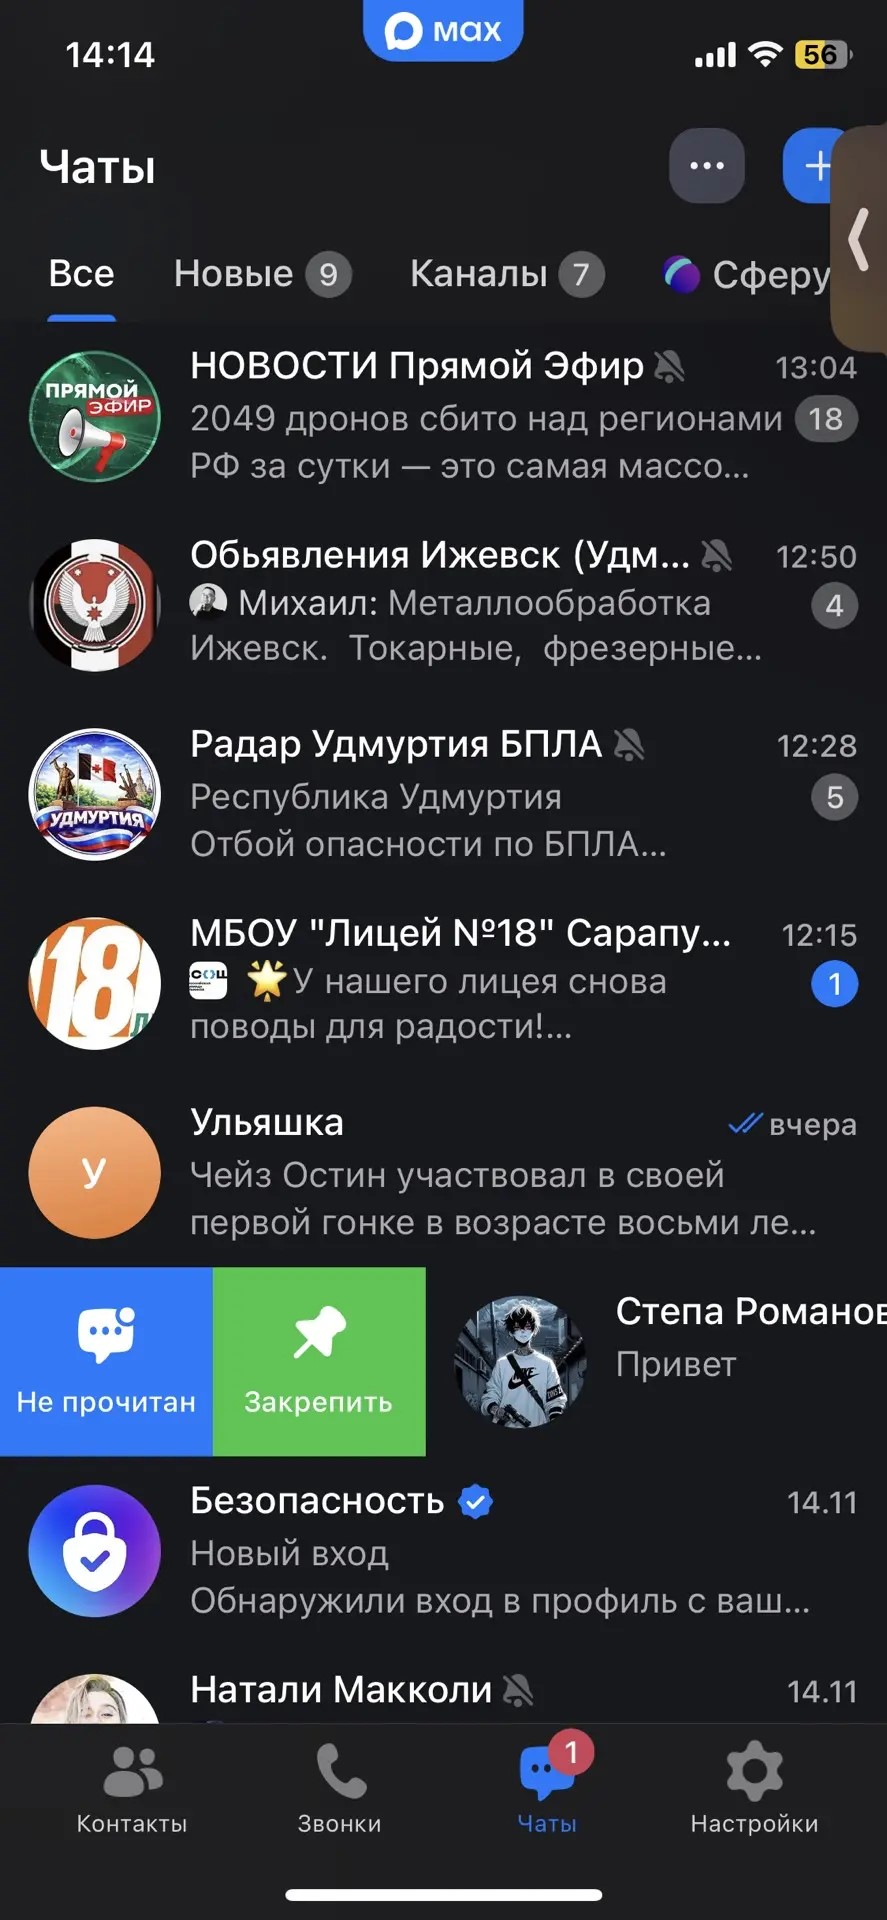 14:14
max
56
Чаты
Все
Новые 9
Каналы 7
Сферу
ПРЯМОЙ
ЭФИР
НОВОСТИ Прямой Эфир 13:04
2049 дронов сбито над регионами 18
РФ за сутки — это самая массо...
Обьявления Ижевск (Удм... 12:50
Михаил: Металлообработка 4
Ижевск. Токарные, фрезерные...
УДМУРТИЯ
Радар Удмуртия БПЛА 12:28
Республика Удмуртия 5
Отбой опасности по БПЛА...
18
Л
МБОУ "Лицей №18" Сарапу... 12:15
🌟У нашего лицея снова 1
поводы для радости!...
У
Ульяшка вчера
Чейз Остин участвовал в своей
первой гонке в возрасте восьми ле...
Не прочитан
Закрепить
Степа Романов
Привет
Безопасность 14.11
Новый вход
Обнаружили вход в профиль с ваш...
Натали Макколи 14.11
1
Контакты
Звонки
Чаты
Настройки